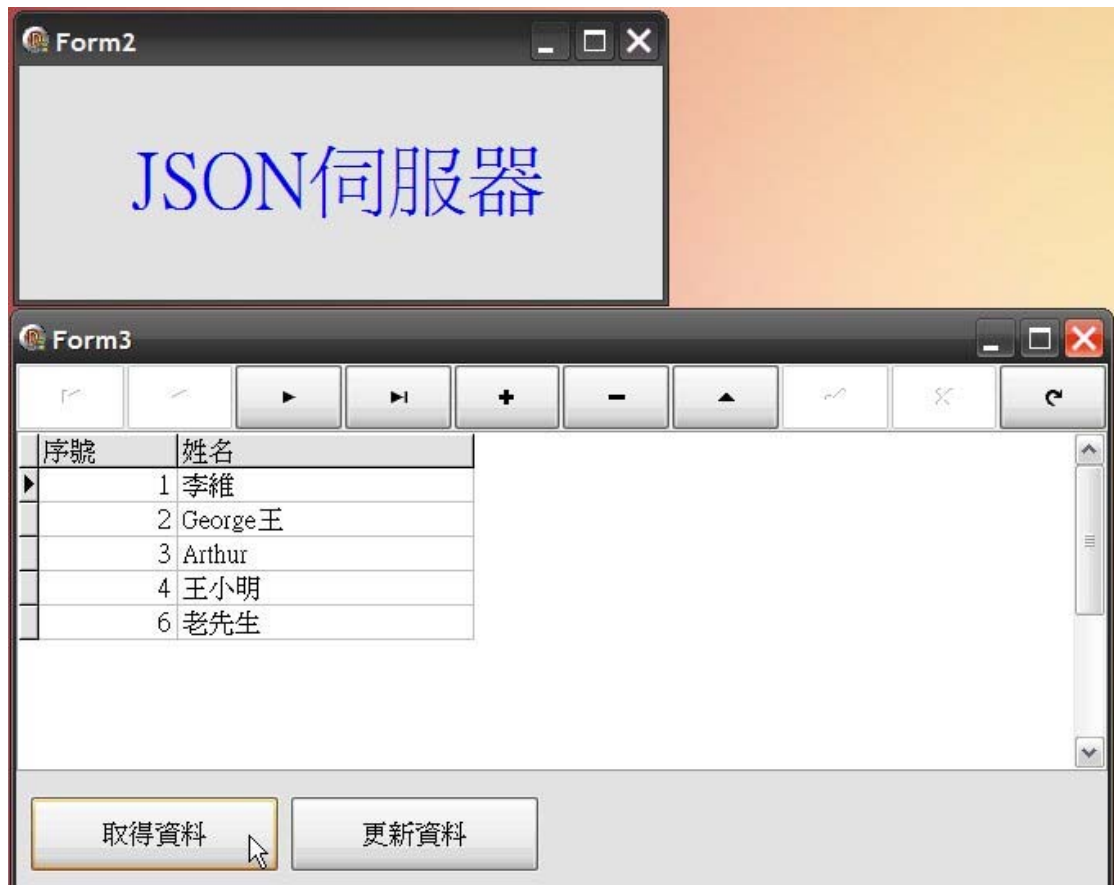 Form2
JSON伺服器
Form3
序號 姓名
1 李維
2 George王
3 Arthur
4 王小明
6 老先生
取得資料 更新資料